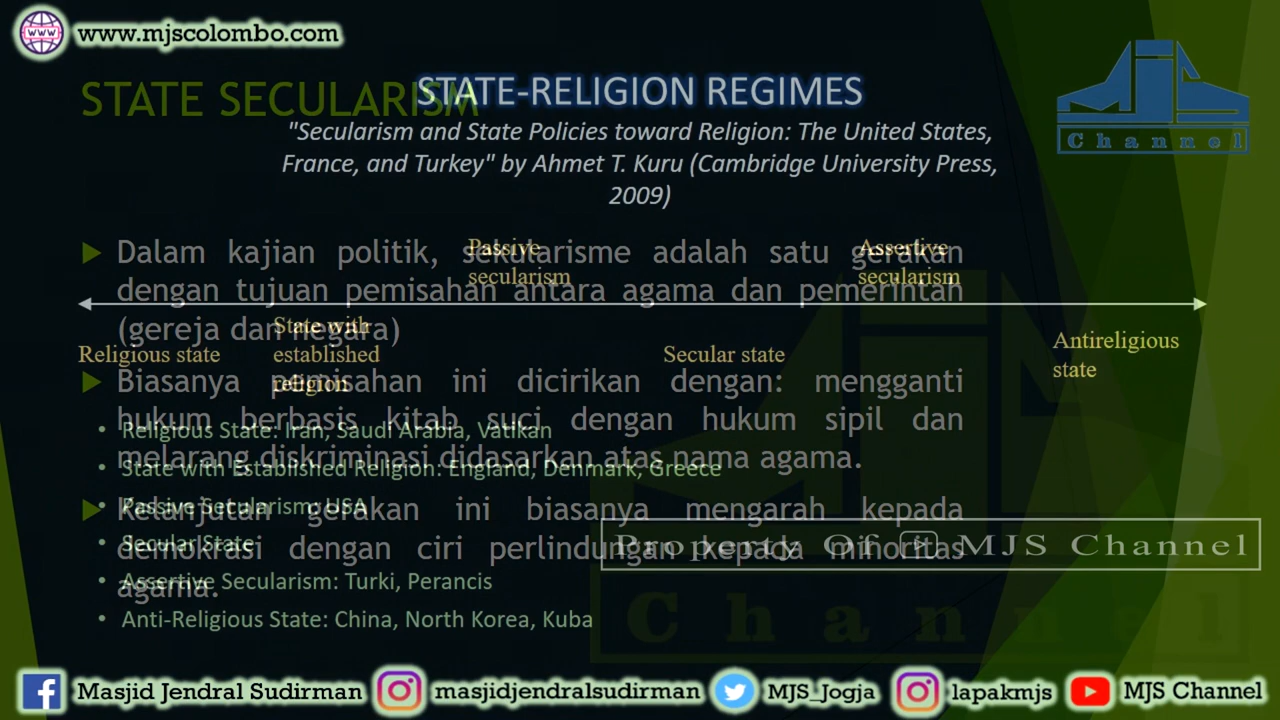 www.mjscolombo.com
STATE SECULARISM
STATE-RELIGION REGIMES
"Secularism and State Policies toward Religion: The United States,
France, and Turkey" by Ahmet T. Kuru (Cambridge University Press,
2009)
MJS
Channel
Dalam kajian politik, sekularisme adalah satu gerakan
dengan tujuan pemisahan antara agama dan pemerintah
(gereja dan negara)
Passive
secularism
Assertive
secularism
Religious state
State with
established
religion
Secular state
Antireligious
state
Biasanya pemisahan ini dicirikan dengan: mengganti
hukum berbasis kitab suci dengan hukum sipil dan
melarang diskriminasi didasarkan atas nama agama.
Kelanjutan gerakan ini biasanya mengarah kepada
demokrasi dengan ciri perlindungan kepada minoritas
agama.
• Religious State: Iran, Saudi Arabia, Vatikan
• State with Established Religion: England, Denmark, Greece
• Passive Secularism: USA
• Secular State
• Assertive Secularism: Turki, Perancis
• Anti-Religious State: China, North Korea, Kuba
Property Of MJS Channel
Channel
Masjid Jendral Sudirman masjidjendralsudirman MJS_Jogja lapakmjs MJS Channel